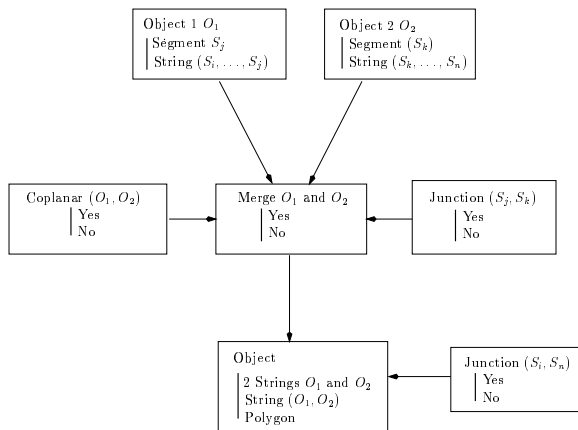 Object 1 O₁
Ségment Sⱼ
String (Sᵢ, . . . , Sⱼ)
Object 2 O₂
Segment (Sₖ)
String (Sₖ, . . . , Sₙ)
Coplanar (O₁, O₂)
Yes
No
Merge O₁ and O₂
Yes
No
Junction (Sⱼ, Sₖ)
Yes
No
Object
2 Strings O₁ and O₂
String (O₁, O₂)
Polygon
Junction (Sᵢ, Sₙ)
Yes
No